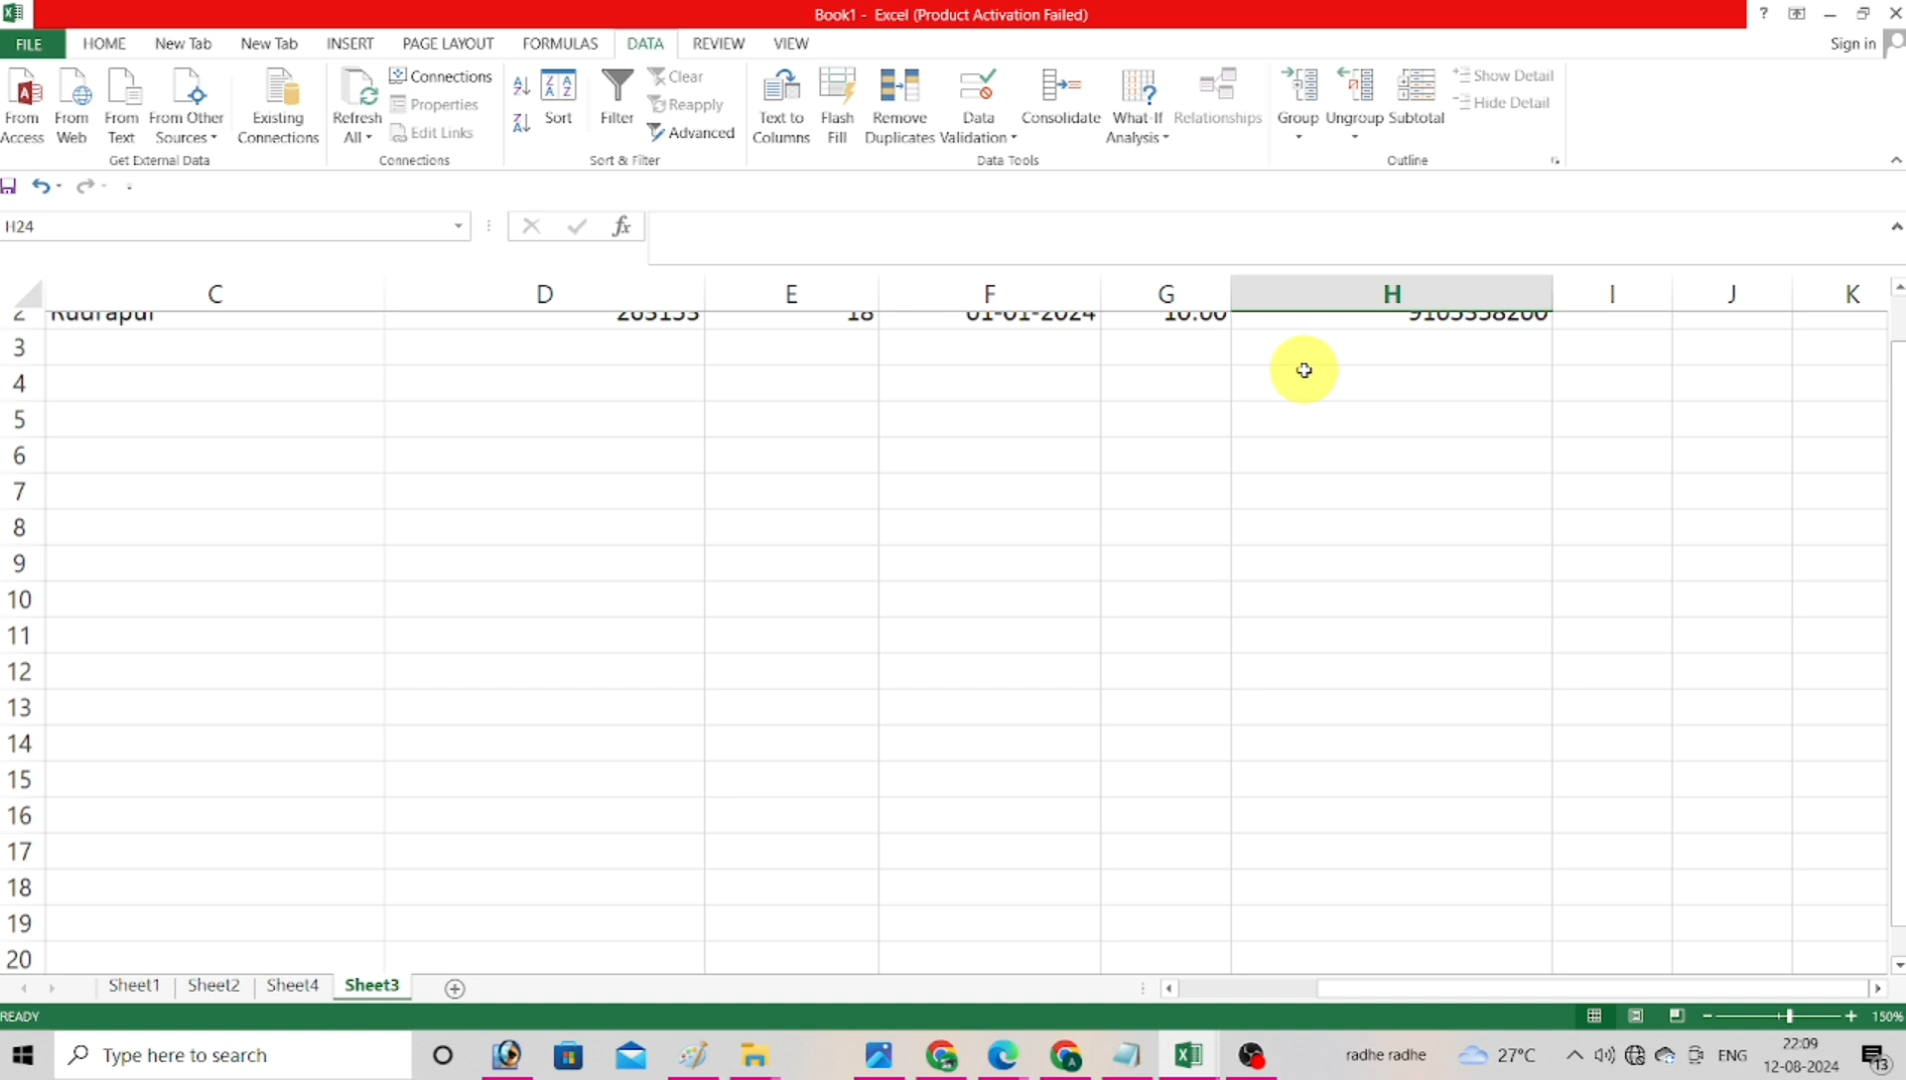 Book1 - Excel (Product Activation Failed)
FILE HOME New Tab New Tab INSERT PAGE LAYOUT FORMULAS DATA REVIEW VIEW Sign in
From Access
From Web
From Text
From Other Sources
Existing Connections
Refresh All
Connections
Properties
Edit Links
Sort
Filter
Clear
Reapply
Advanced
Text to Columns
Flash Fill
Remove Duplicates
Data Validation
Consolidate
What-If Analysis
Relationships
Group
Ungroup
Subtotal
Show Detail
Hide Detail
Get External Data Connections Sort & Filter Data Tools Outline
H24
fx
C D E F G H I J K
2 Rudrapur 263153 18 01-01-2024 10:00 9105358200
3
4
5
6
7
8
9
10
11
12
13
14
15
16
17
18
19
20
Sheet1 Sheet2 Sheet4 Sheet3
READY 150%
Type here to search
radhe radhe 27°C ENG 22:09
12-08-2024
13